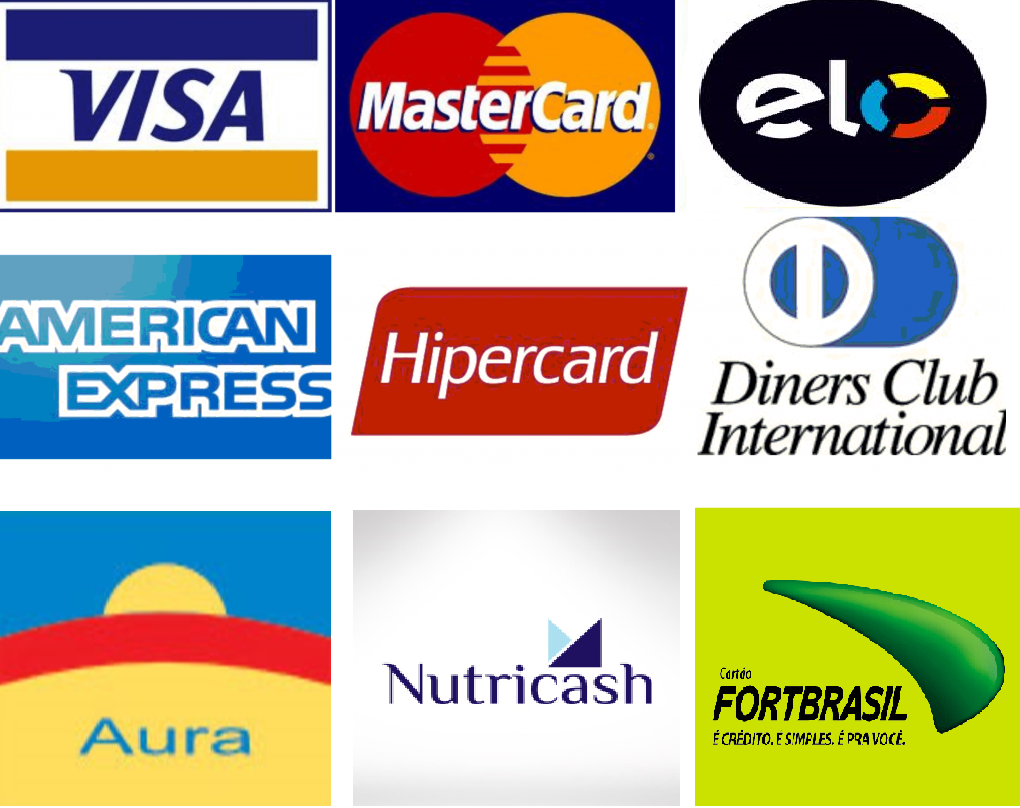 VISA
MasterCard
elo
AMERICAN
EXPRESS
Hipercard
Diners Club
International
Aura
Nutricash
Cartão
FORTBRASIL
É CRÉDITO. E SIMPLES. É PRA VOCÊ.